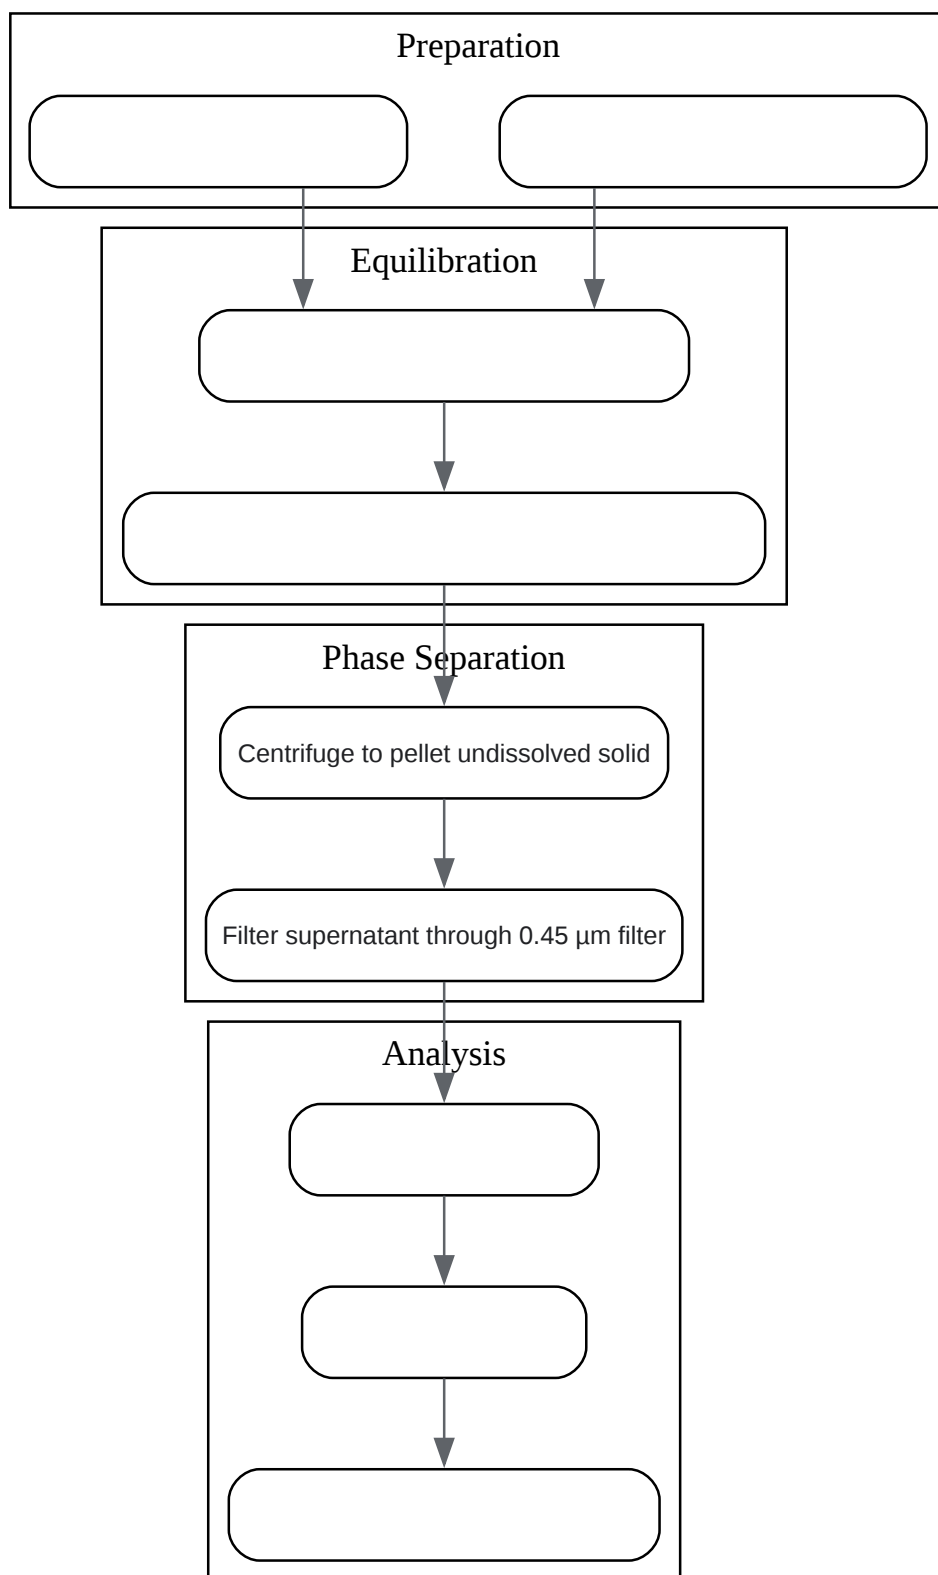 Preparation
Equilibration
Phase Separation
Centrifuge to pellet undissolved solid
Filter supernatant through 0.45 µm filter
Analysis